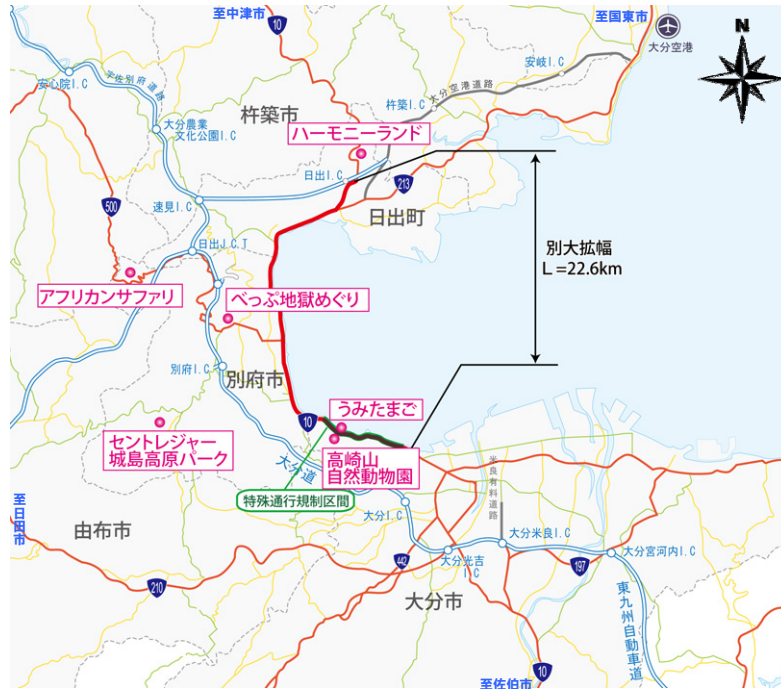 至中津市
至国東市
10
大分空港
N
安心院I.C
宇佐別府道路
安岐I.C
大分空港道路
杵築I.C
大分農業
文化公園I.C
杵築市
ハーモニーランド
日出I.C
213
500
速見I.C
日出町
日出J.C.T
別大拡幅
L=22.6km
アフリカンサファリ
べっぷ地獄めぐり
別府I.C
別府市
うみたまご
10
セントレジャー
城島高原パーク
大分道
高崎山
自然動物園
米良有料道路
特殊通行規制区間
至日田市
大分I.C
由布市
大分米良I.C
大分宮河内I.C
442
大分光吉
I.C
197
210
大分市
東九州自動車道
10
至佐伯市